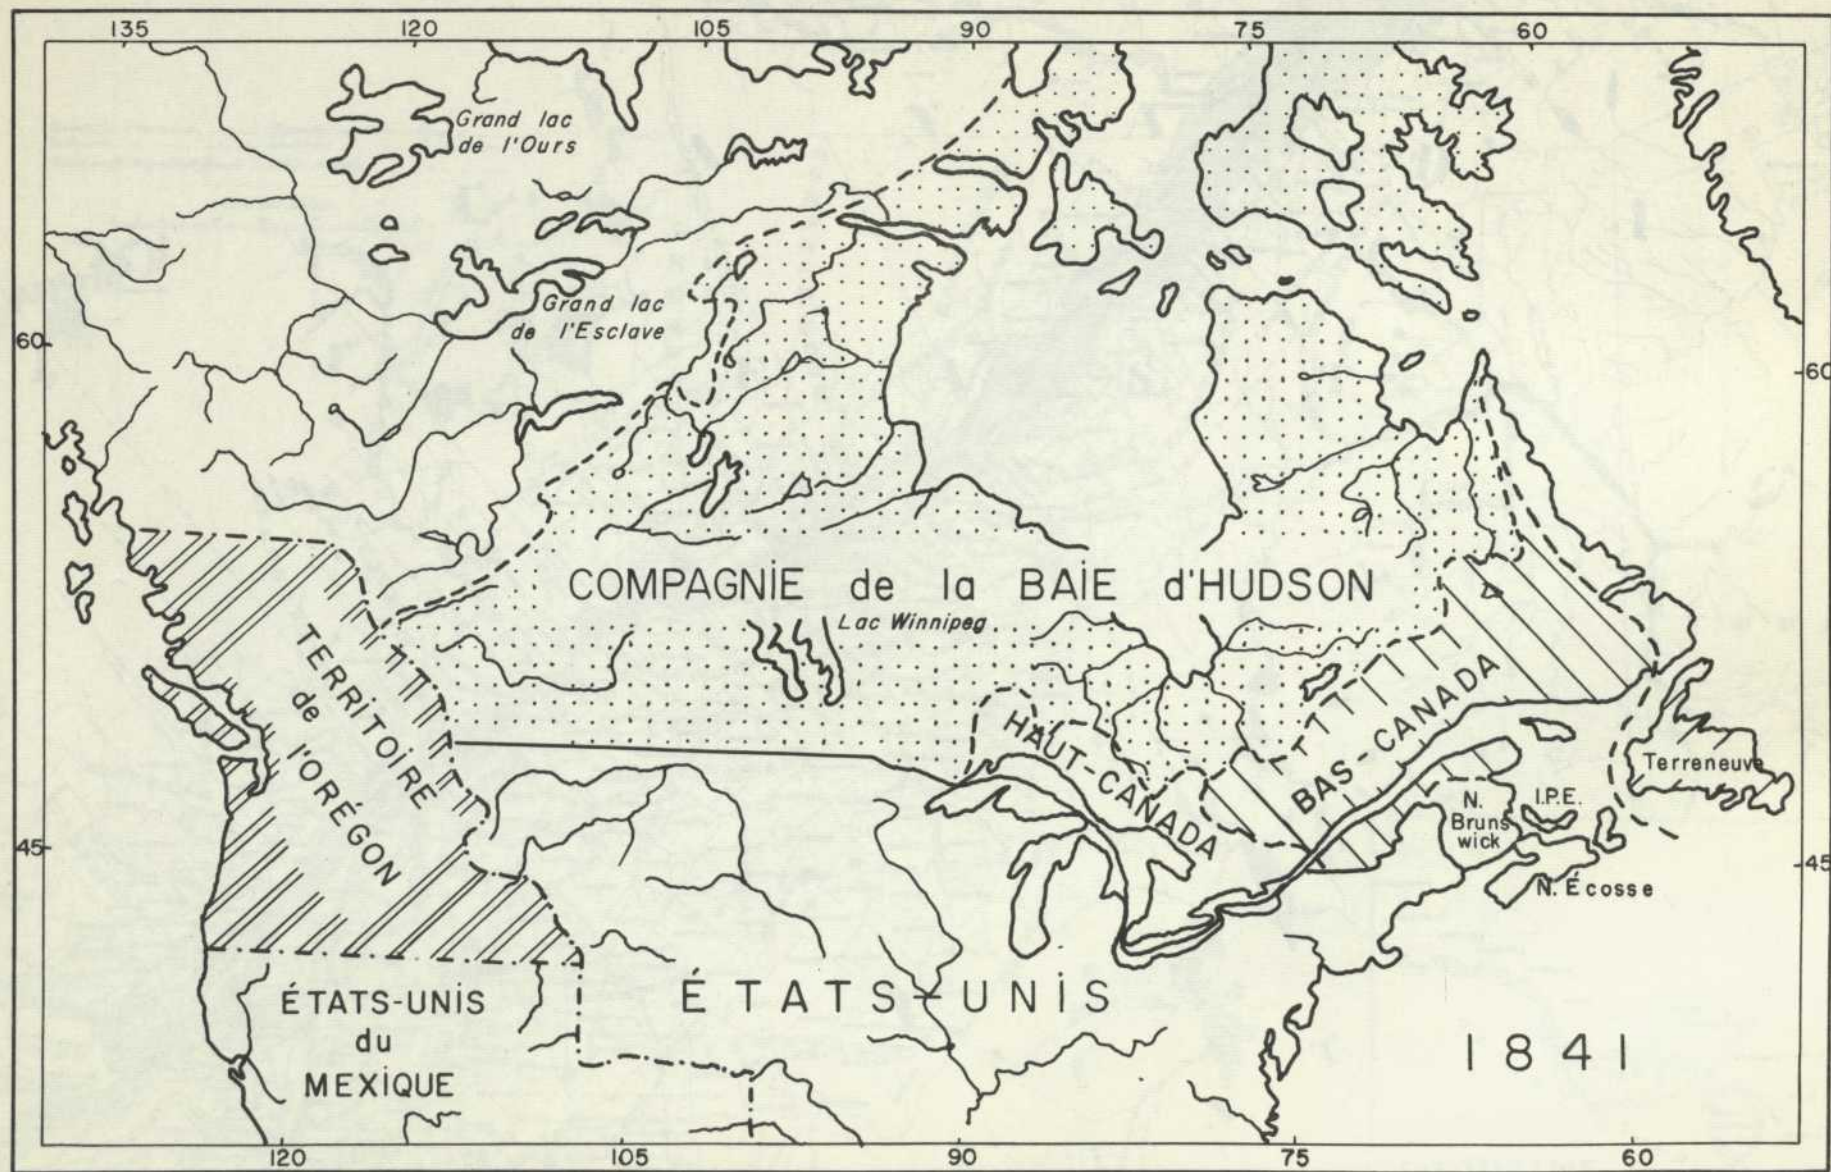 135 120 105 90 75 60
Grand lac
de l'Ours
Grand lac
de l'Esclave
60 60
COMPAGNiE de la BAiE d'HUDSON
Lac Winnipeg
TERRiTOiRE
de
l'ORÉGON
HAUT-CANADA
BAS-CANADA
Terreneuve
I.P.E.
N.
Bruns
wick
N. Écosse
45 45
ÉTATS-UNiS
du
MEXiQUE
ÉTATS-UNiS
1841
120 105 90 75 60